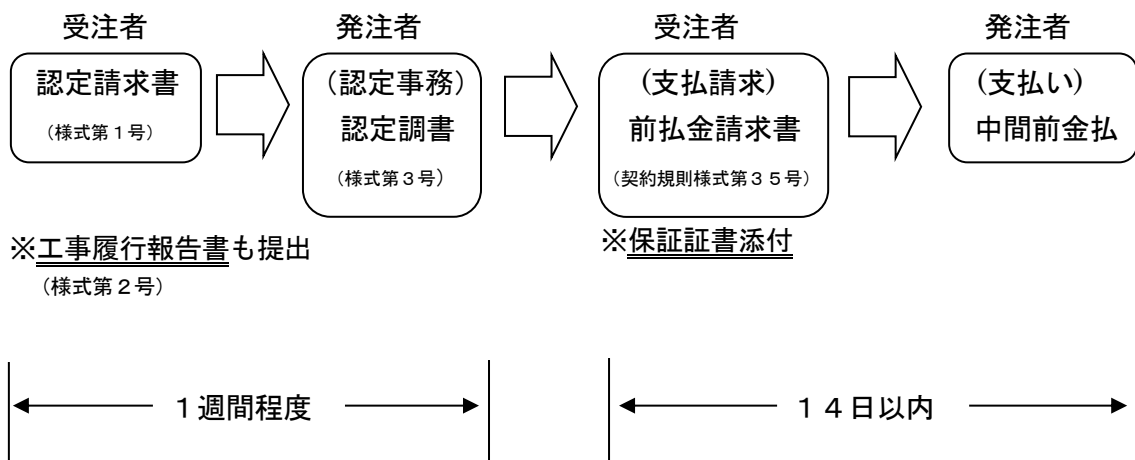 受注者 発注者 受注者 発注者
認定請求書
(様式第1号)
(認定事務)
認定調書
(様式第3号)
(支払請求)
前払金請求書
(契約規則様式第35号)
(支払い)
中間前金払
※工事履行報告書も提出
(様式第2号)
※保証証書添付
1週間程度
14日以内